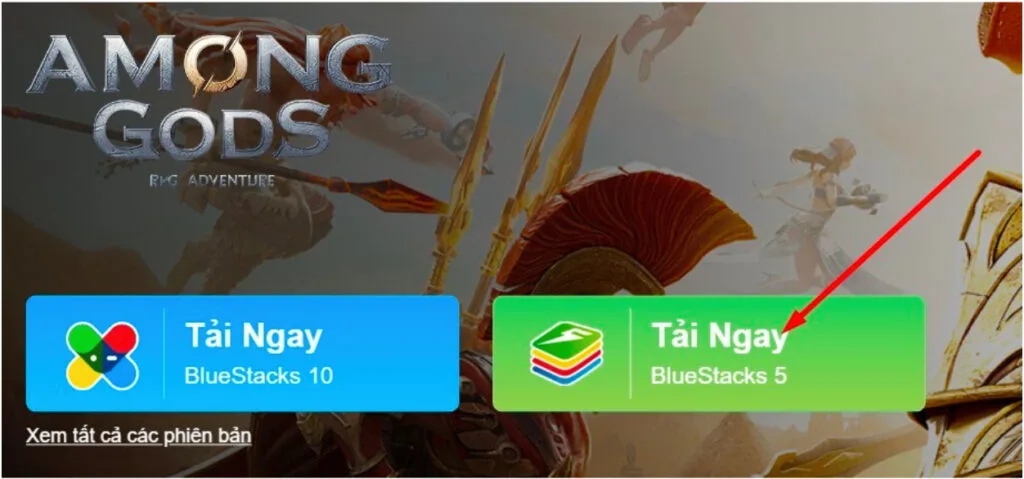 AMONG
GODS
RPG ADVENTURE
Tải Ngay
BlueStacks 10
Tải Ngay
BlueStacks 5
Xem tất cả các phiên bản